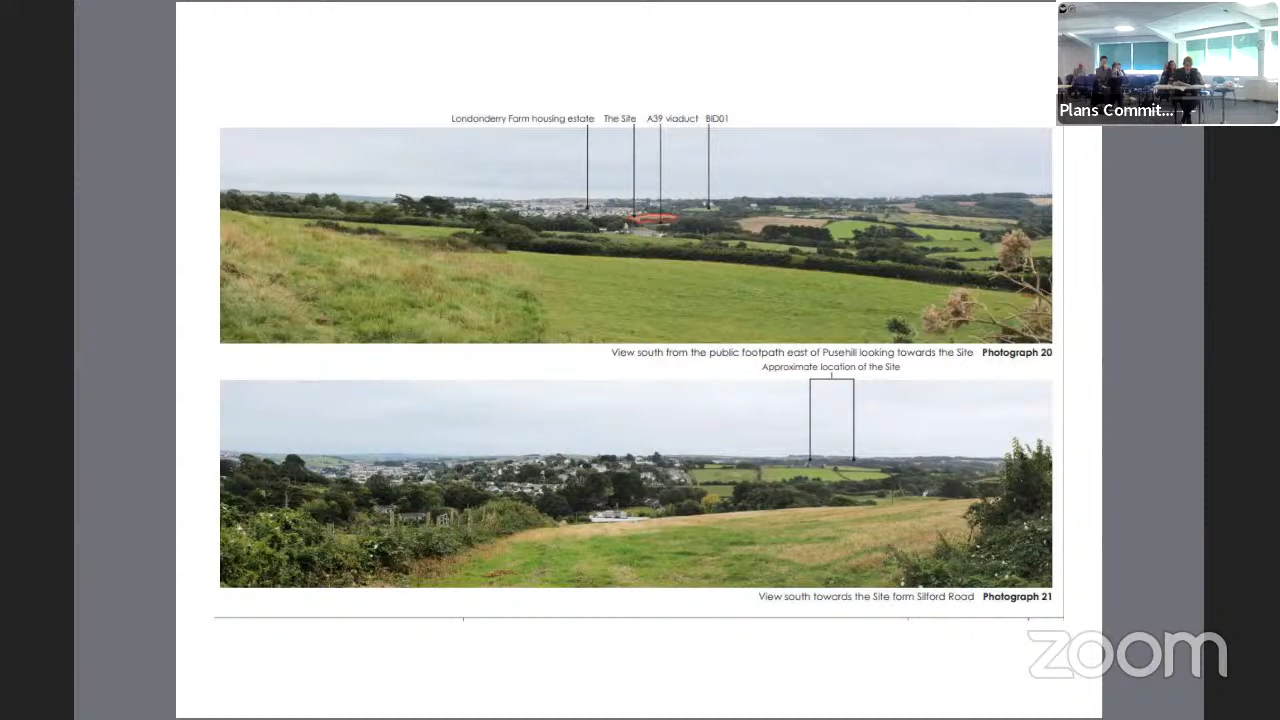 Plans Commit...
Londonderry Farm housing estate The Site A39 viaduct BID01
View south from the public footpath east of Pusehill looking towards the Site Photograph 20
Approximate location of the Site
View south towards the Site form Silford Road Photograph 21
zoom